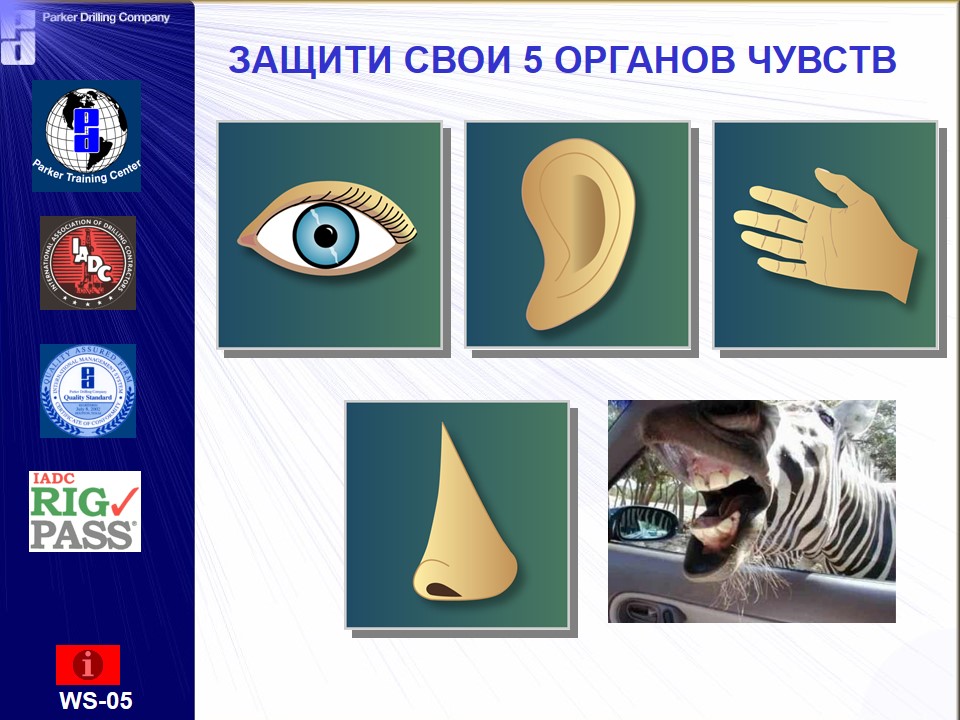 Parker Drilling Company
ЗАЩИТИ СВОИ 5 ОРГАНОВ ЧУВСТВ
Parker Training Center
INTERNATIONAL ASSOCIATION OF DRILLING CONTRACTORS
IADC
QUALITY ASSURED FIRM
INTERNATIONAL MANAGEMENT SYSTEM
Parker Drilling Company
Quality Standard
CERTIFICATE OF CONFORMITY
IADC
RIG
PASS®
i
WS-05